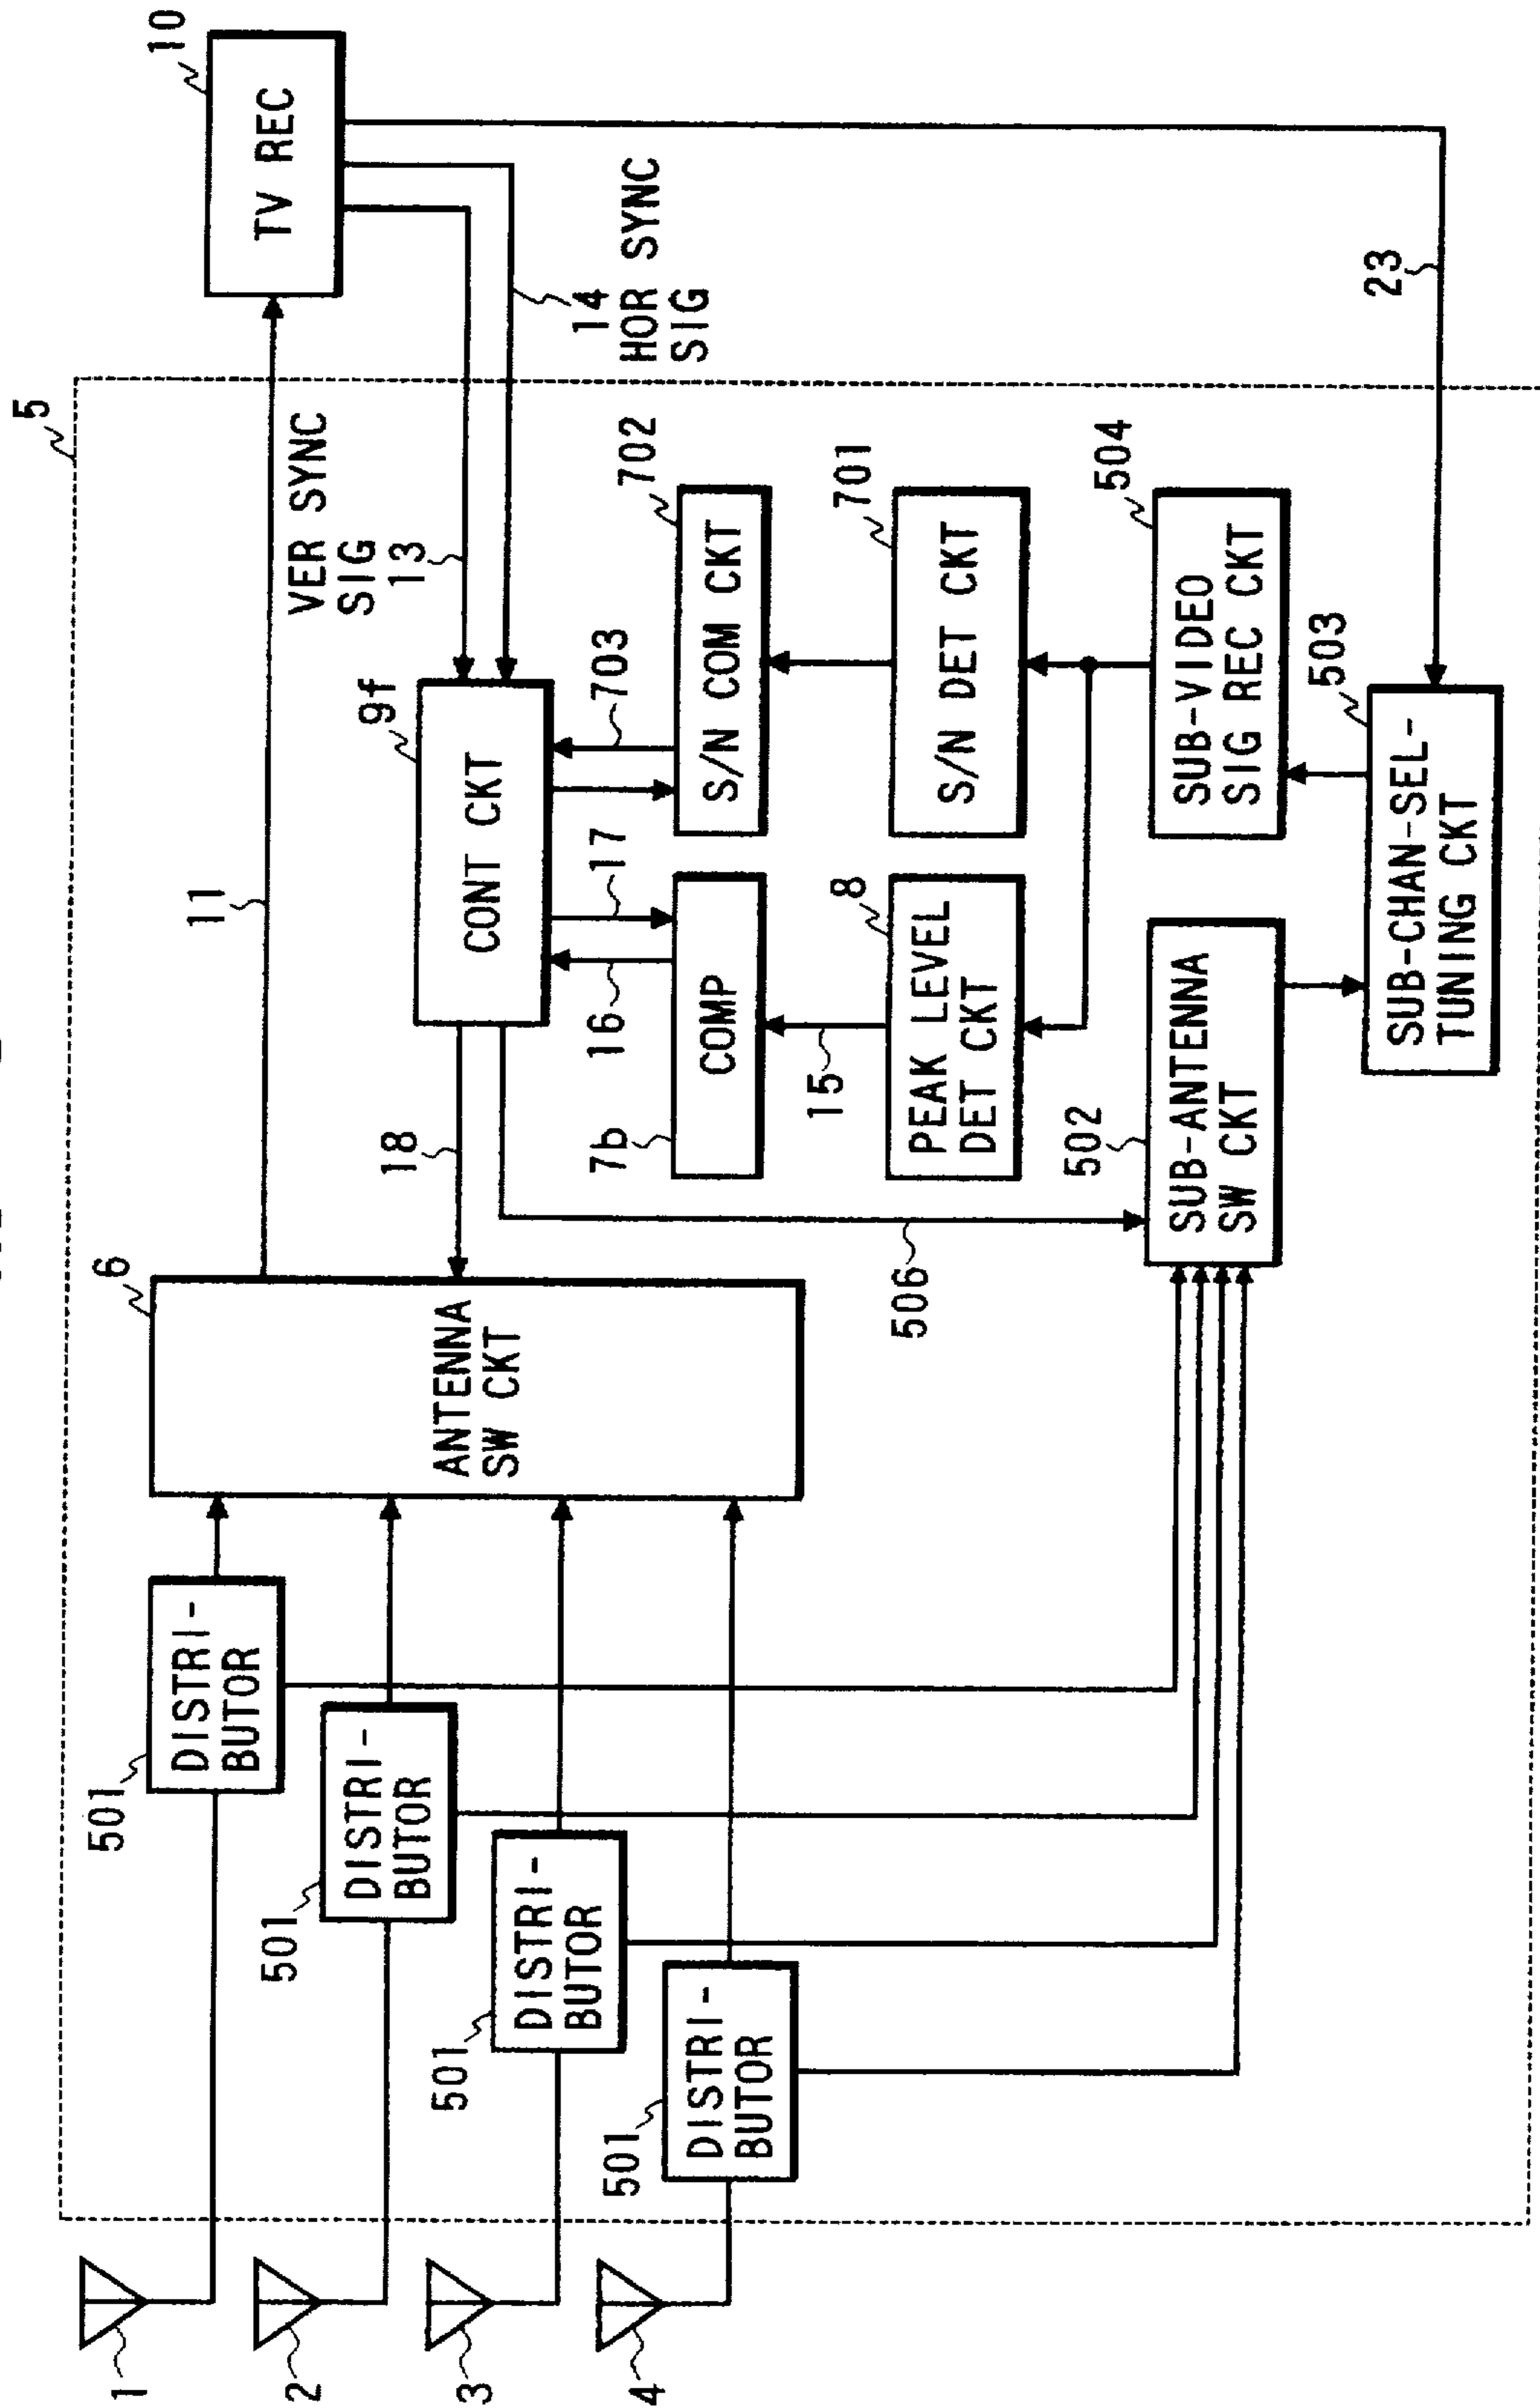 5
10
TV REC
11
VER SYNC
SIG
13
14
HOR SYNC
SIG
23
6
ANTENNA
SW CKT
18
506
9f
CONT CKT
16
17
703
702
S/N COM CKT
7b
COMP
15
701
S/N DET CKT
8
PEAK LEVEL
DET CKT
504
SUB-VIDEO
SIG REC CKT
502
SUB-ANTENNA
SW CKT
503
SUB-CHAN-SEL-
TUNING CKT
501
DISTRI-
BUTOR
501
DISTRI-
BUTOR
501
DISTRI-
BUTOR
501
DISTRI-
BUTOR
1
2
3
4